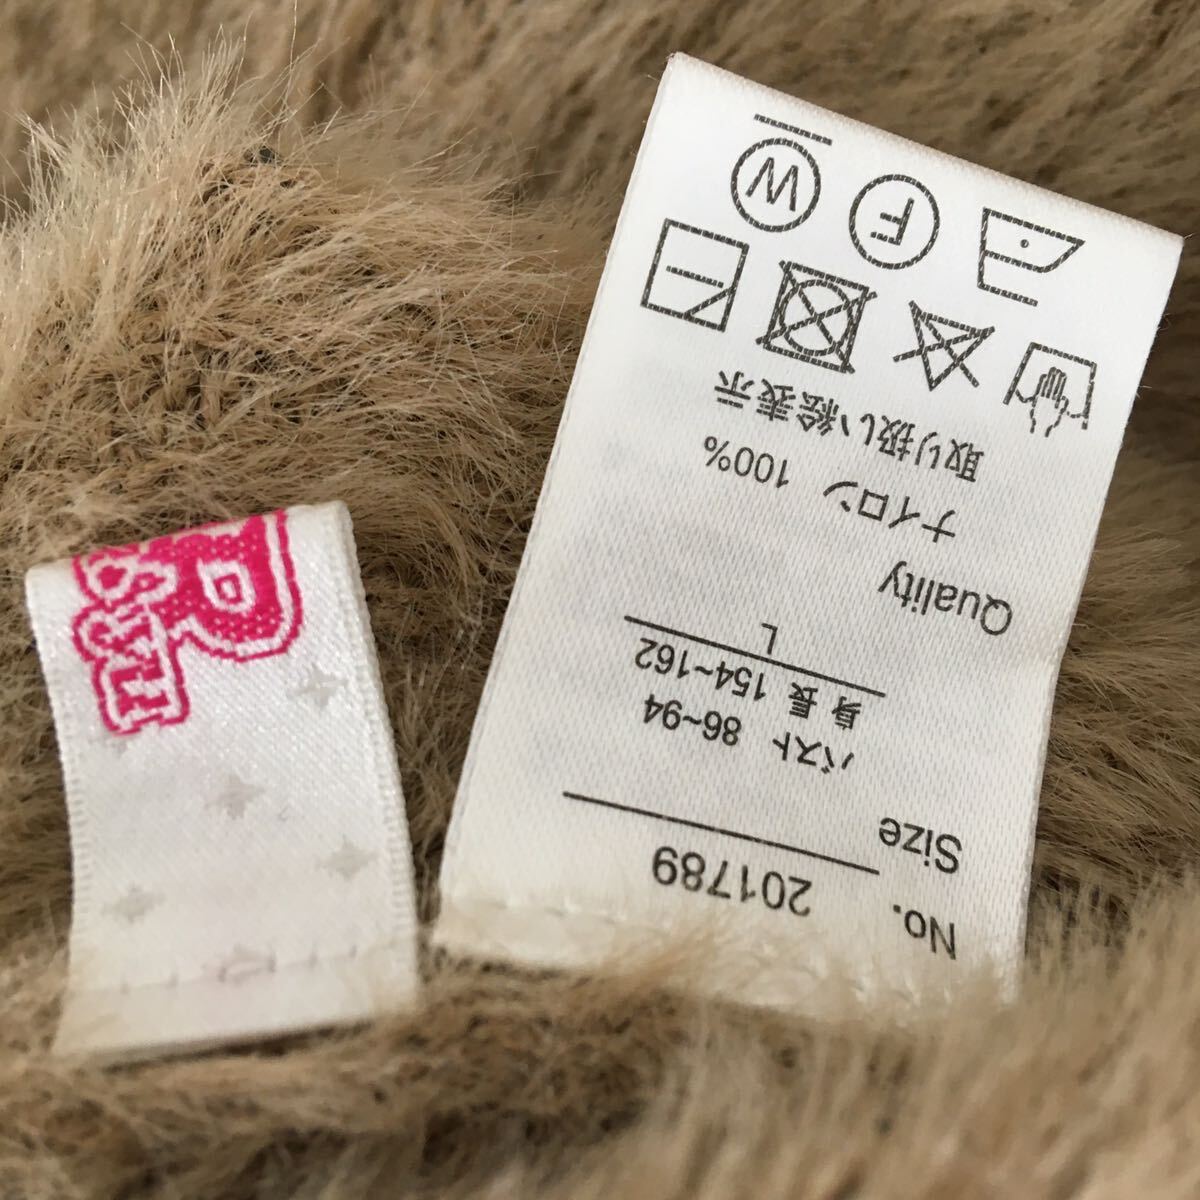 No. 201789
Size
バスト 86~94
身長 154~162
L
Quality
ナイロン 100%
取り扱い絵表示
F
W